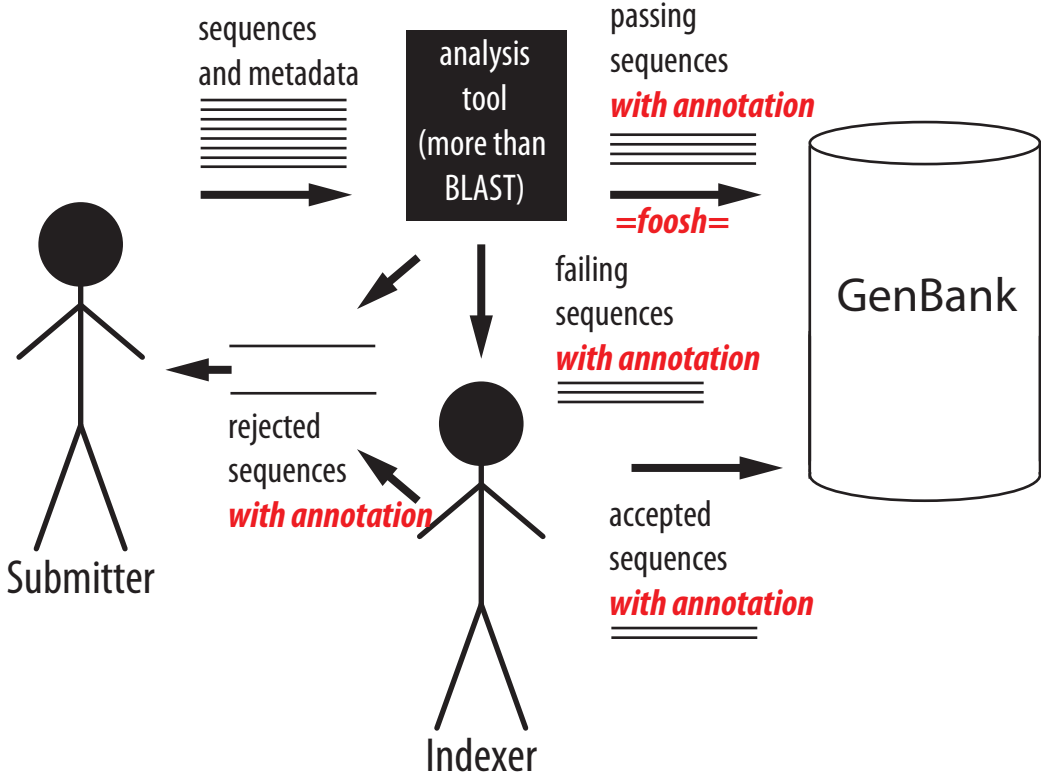 sequences
and metadata
analysis
tool
(more than
BLAST)
passing
sequences
with annotation
=foosh=
GenBank
failing
sequences
with annotation
rejected
sequences
with annotation
accepted
sequences
with annotation
Submitter
Indexer